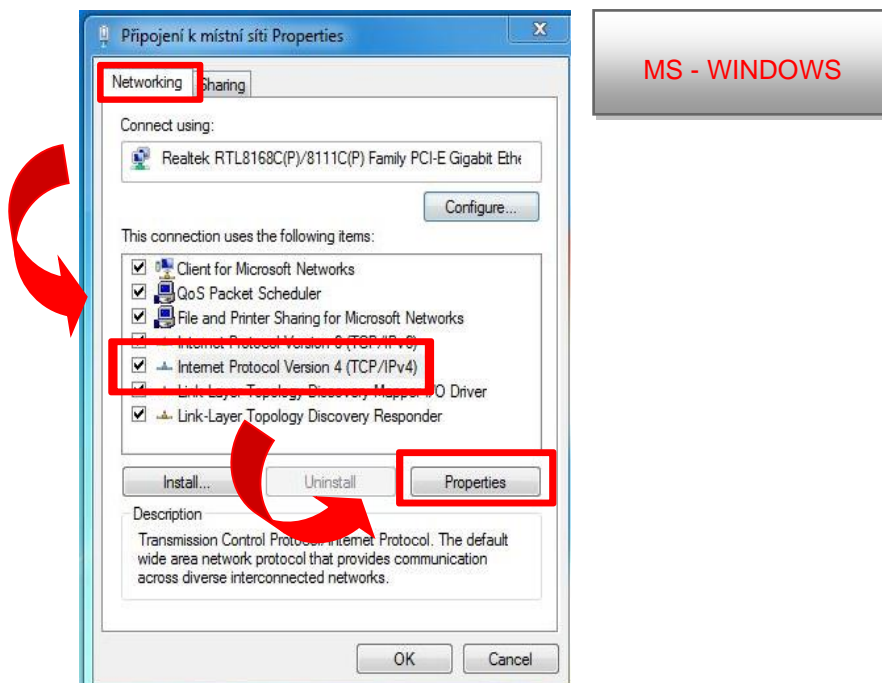 Připojení k místní síti Properties
MS - WINDOWS
Networking
Sharing
Connect using:
Realtek RTL8168C(P)/8111C(P) Family PCI-E Gigabit Ethe
Configure...
This connection uses the following items:
Client for Microsoft Networks
QoS Packet Scheduler
File and Printer Sharing for Microsoft Networks
Internet Protocol Version 6 (TCP/IPv6)
Internet Protocol Version 4 (TCP/IPv4)
Link-Layer Topology Discovery Mapper I/O Driver
Link-Layer Topology Discovery Responder
Install... Uninstall Properties
Description
Transmission Control Protocol/Internet Protocol. The default
wide area network protocol that provides communication
across diverse interconnected networks.
OK Cancel